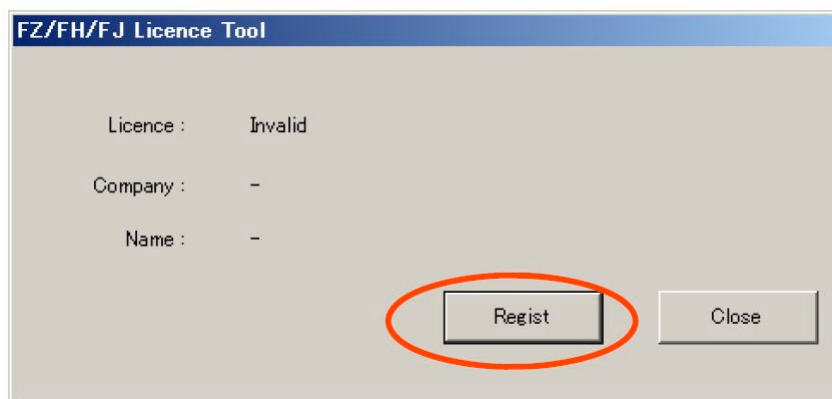 FZ/FH/FJ Licence Tool
Licence : Invalid
Company : -
Name : -
Regist Close